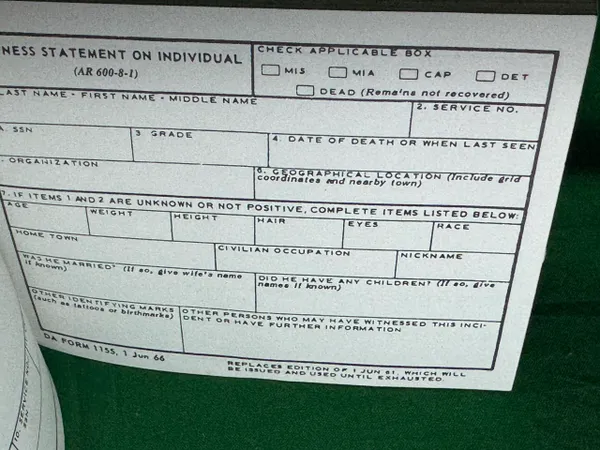 NESS STATEMENT ON INDIVIDUAL
(AR 600-8-1)
CHECK APPLICABLE BOX
MIS MIA CAP DET
DEAD (Remains not recovered)
LAST NAME - FIRST NAME - MIDDLE NAME
2. SERVICE NO.
SSN
3 GRADE
4. DATE OF DEATH OR WHEN LAST SEEN
ORGANIZATION
6. GEOGRAPHICAL LOCATION (Include grid
coordinates and nearby town)
7. IF ITEMS 1 AND 2 ARE UNKNOWN OR NOT POSITIVE, COMPLETE ITEMS LISTED BELOW:
AGE
WEIGHT
HEIGHT
HAIR
EYES
RACE
HOME TOWN
CIVILIAN OCCUPATION
NICKNAME
WAS HE MARRIED? (If so, give wife's name
if known)
DID HE HAVE ANY CHILDREN? (If so, give
names if known)
OTHER IDENTIFYING MARKS
(such as tattoos or birthmarks)
OTHER PERSONS WHO MAY HAVE WITNESSED THIS INCI-
DENT OR HAVE FURTHER INFORMATION
DA FORM 1155, 1 Jun 66
REPLACES EDITION OF 1 JUN 61, WHICH WILL
BE ISSUED AND USED UNTIL EXHAUSTED.